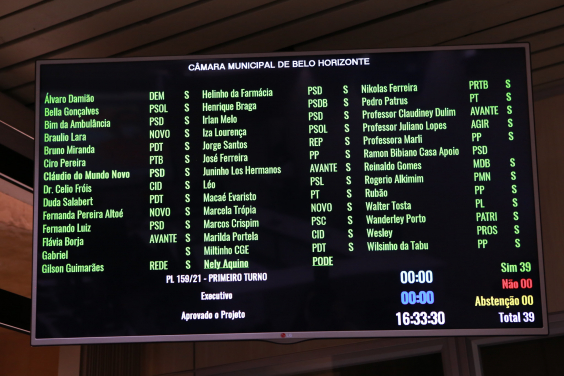 CÂMARA MUNICIPAL DE BELO HORIZONTE
Álvaro Damião DEM S
Bella Gonçalves PSOL S
Bim da Ambulância PSD S
Braulio Lara NOVO S
Bruno Miranda PDT S
Ciro Pereira PTB S
Cláudio do Mundo Novo PSD S
Dr. Celio Fróis CID S
Duda Salabert PDT S
Fernanda Pereira Altoé NOVO S
Fernando Luiz PSD S
Flávia Borja AVANTE S
Gabriel
Gilson Guimarães REDE S
Helinho da Farmácia PSD S
Henrique Braga PSDB S
Irlan Melo PSD S
Iza Lourença PSOL S
Jorge Santos REP S
José Ferreira PP S
Juninho Los Hermanos AVANTE S
Léo PSL S
Macaé Evaristo PT S
Marcela Trópia NOVO S
Marcos Crispim PSC S
Marilda Portela CID S
Miltinho CGE PDT S
Nely Aquino PODE
Nikolas Ferreira PRTB S
Pedro Patrus PT S
Professor Claudiney Dulim AVANTE S
Professor Juliano Lopes AGIR S
Professora Marli PP S
Ramon Bibiano Casa Apoio PSD
Reinaldo Gomes MDB S
Rogerio Alkimim PMN S
Rubão PP S
Walter Tosta PL S
Wanderley Porto PATRI S
Wesley PROS S
Wilsinho da Tabu PP S
PL 159/21 - PRIMEIRO TURNO
Executivo
Aprovado o Projeto
00:00
00:00
16:33:30
Sim 39
Não 00
Abstenção 00
Total 39
LG